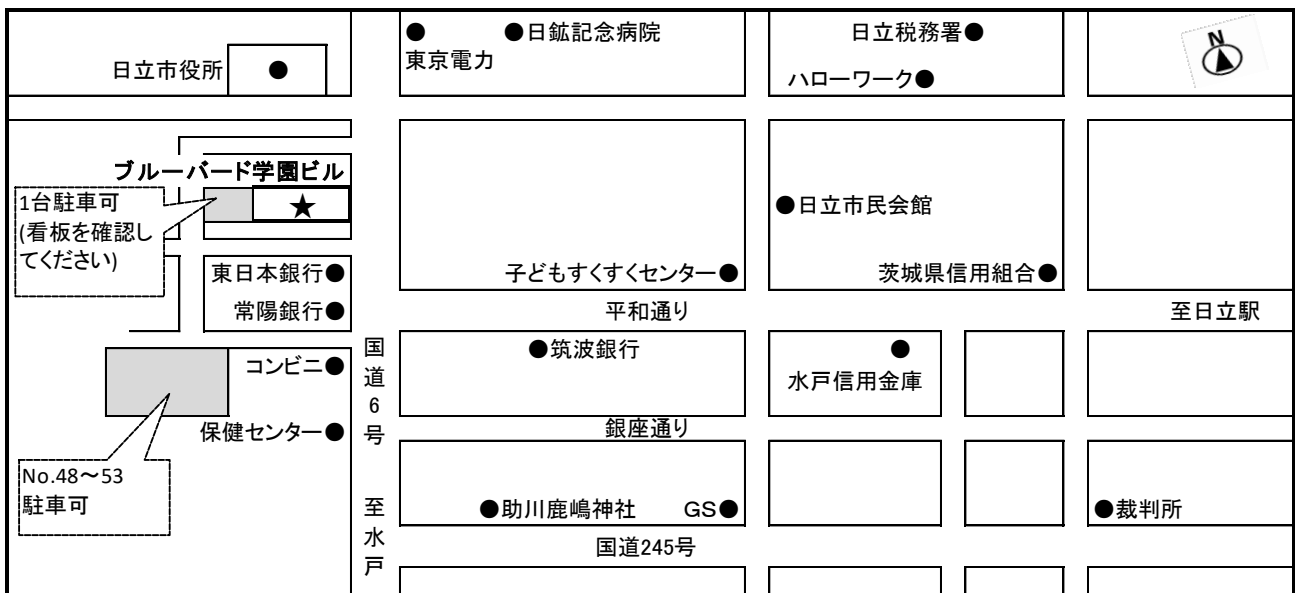 ●
●日鉱記念病院
東京電力
日立税務署●
ハローワーク●
N
日立市役所
●
ブルーバード学園ビル
★
1台駐車可
(看板を確認し
てください)
●日立市民会館
東日本銀行●
子どもすくすくセンター●
茨城県信用組合●
常陽銀行●
平和通り
至日立駅
国道6号
コンビニ●
●筑波銀行
●
水戸信用金庫
保健センター●
銀座通り
No.48～53
駐車可
至水戸
●助川鹿嶋神社
GS●
●裁判所
国道245号